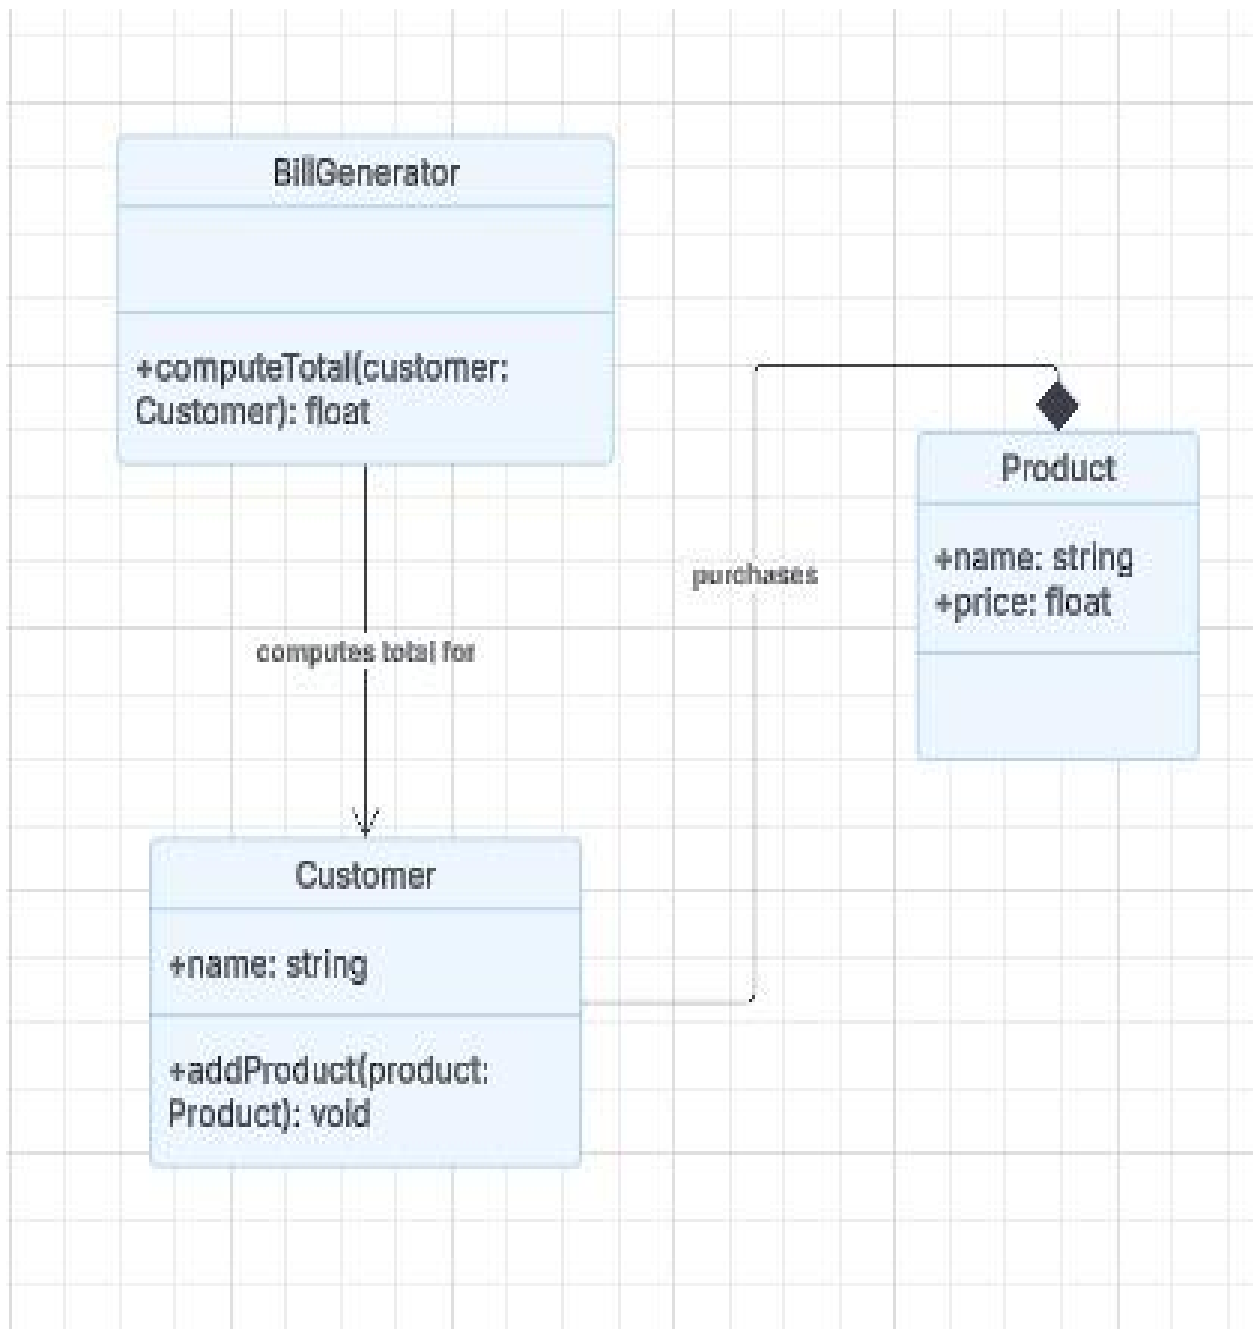 BillGenerator
+computeTotal(customer:
Customer): float
computes total for
purchases
Product
+name: string
+price: float
Customer
+name: string
+addProduct(product:
Product): void